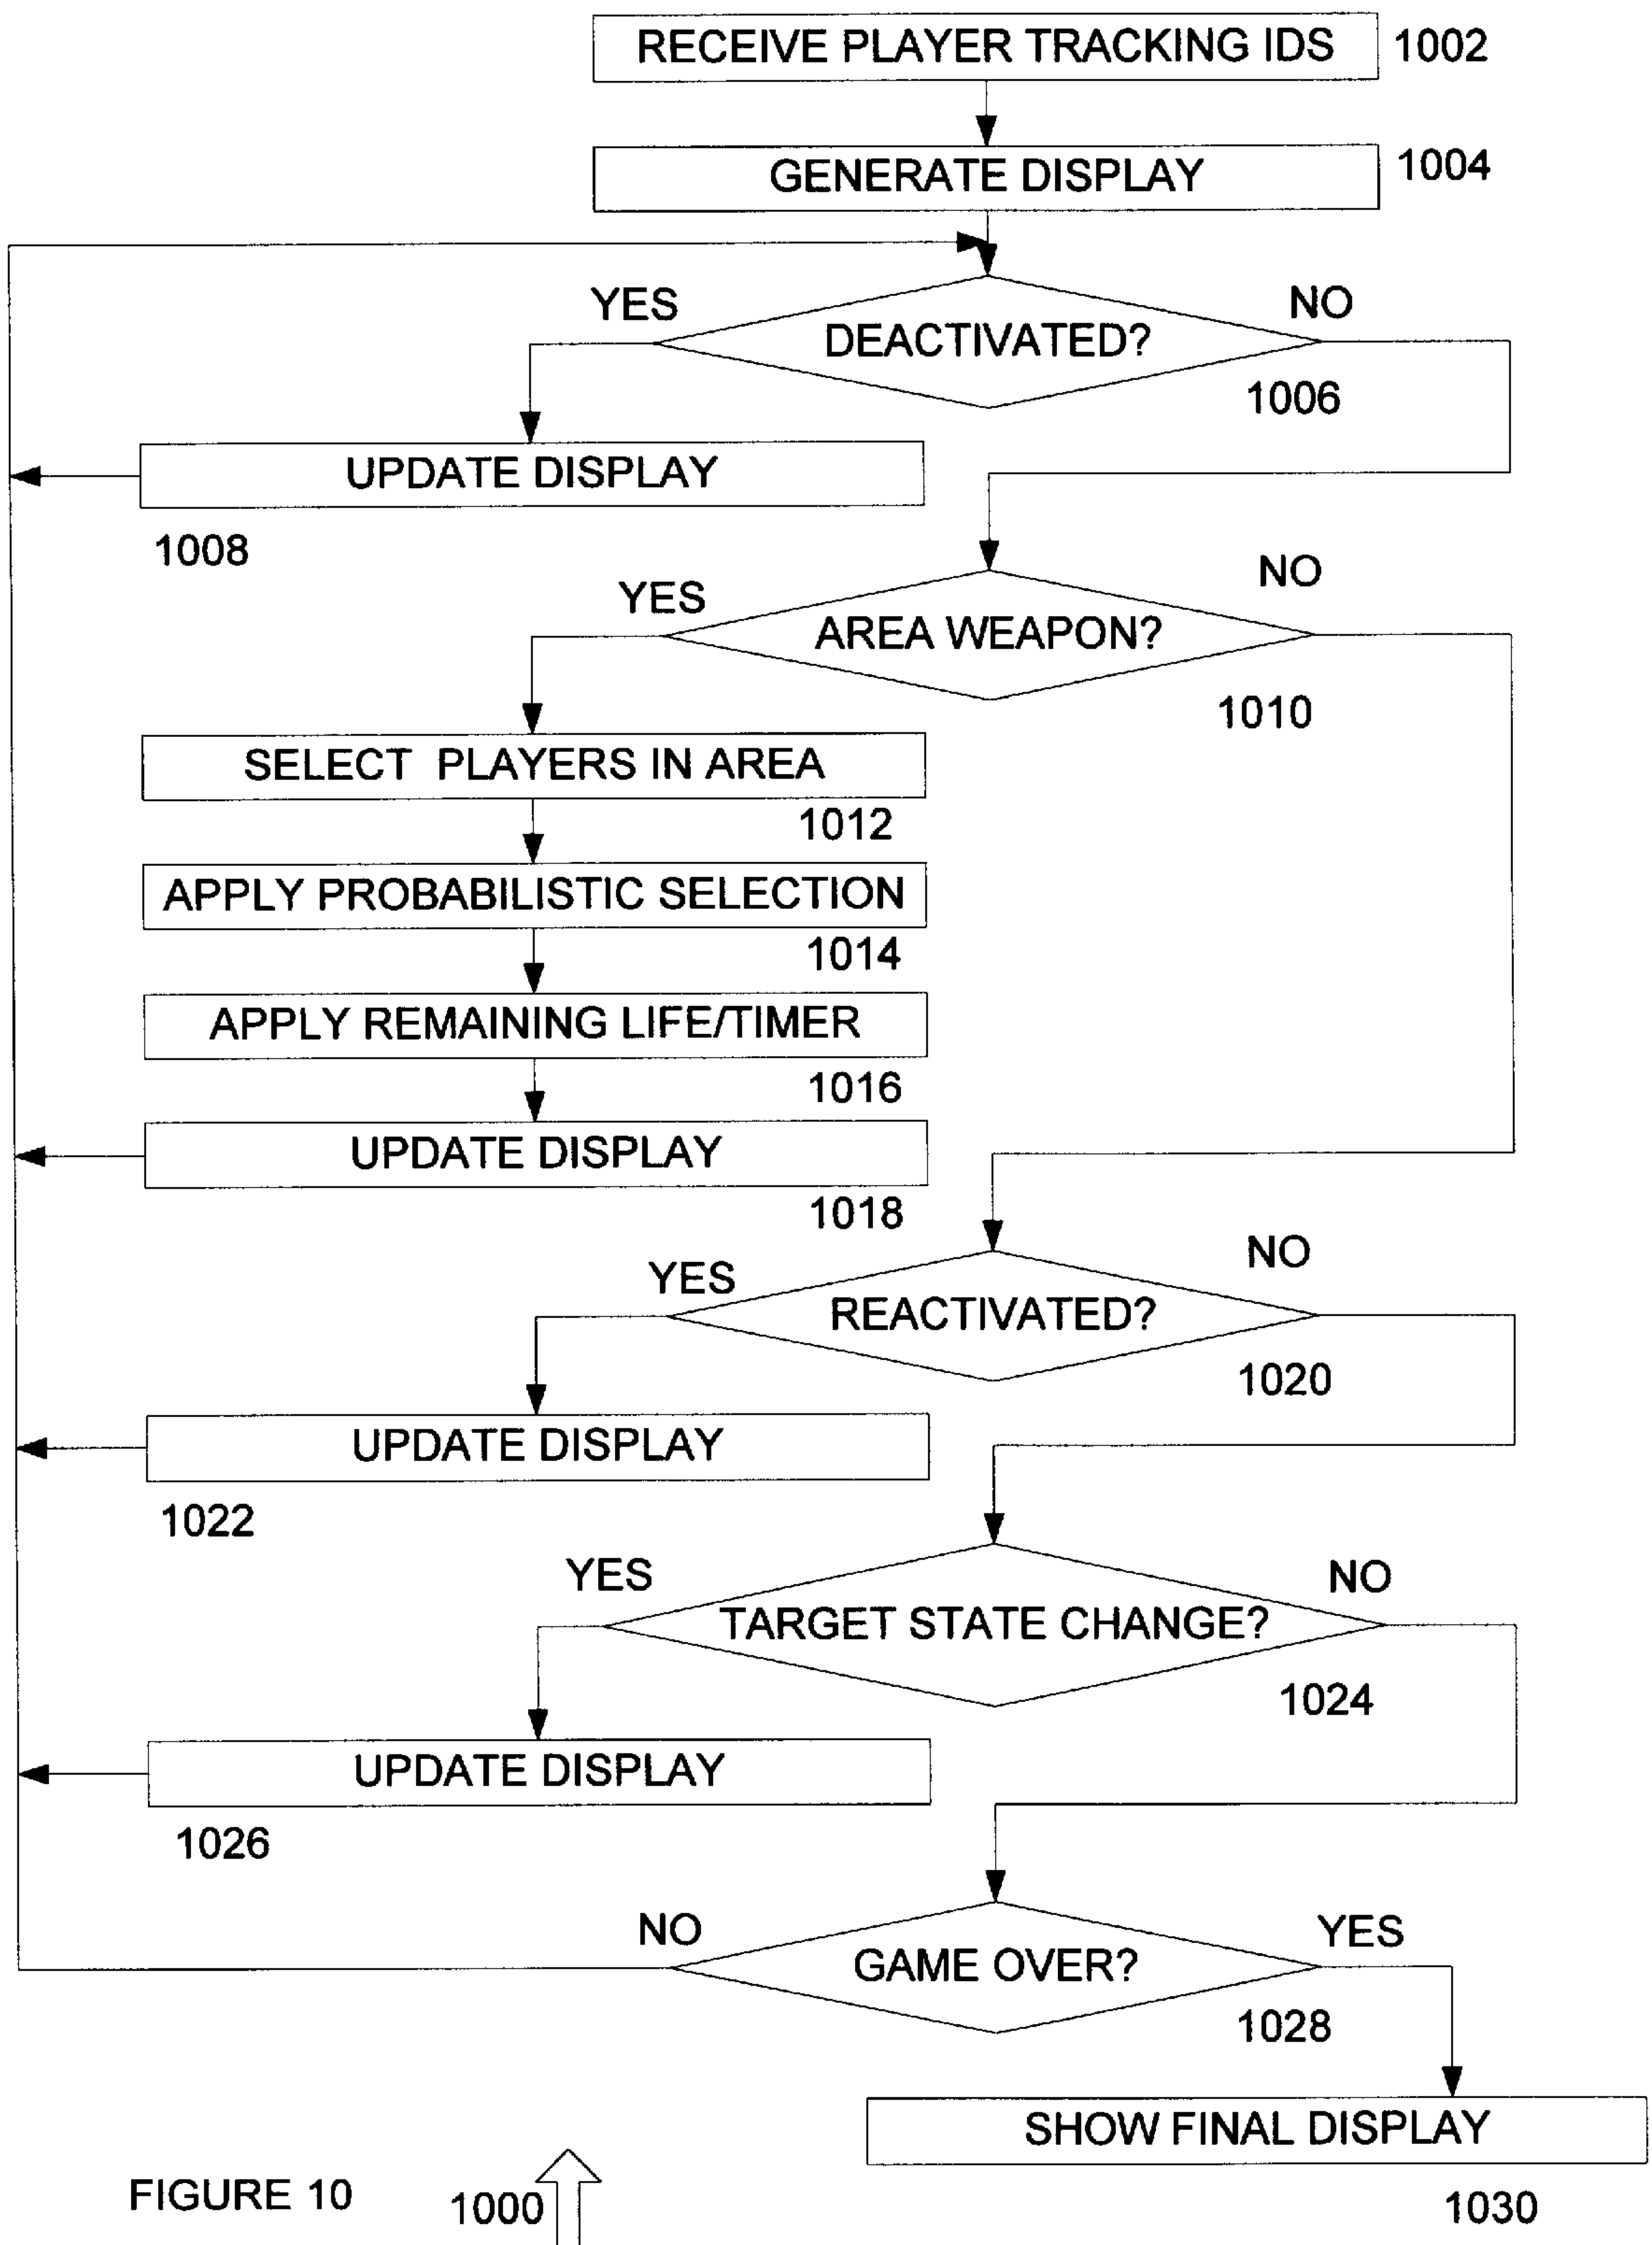 RECEIVE PLAYER TRACKING IDS 1002
GENERATE DISPLAY 1004
YES NO
DEACTIVATED?
1006
UPDATE DISPLAY
1008
YES NO
AREA WEAPON?
1010
SELECT PLAYERS IN AREA
1012
APPLY PROBABILISTIC SELECTION
1014
APPLY REMAINING LIFE/TIMER
1016
UPDATE DISPLAY
1018
YES NO
REACTIVATED?
1020
UPDATE DISPLAY
1022
YES NO
TARGET STATE CHANGE?
1024
UPDATE DISPLAY
1026
NO YES
GAME OVER?
1028
SHOW FINAL DISPLAY
1030
FIGURE 10 1000